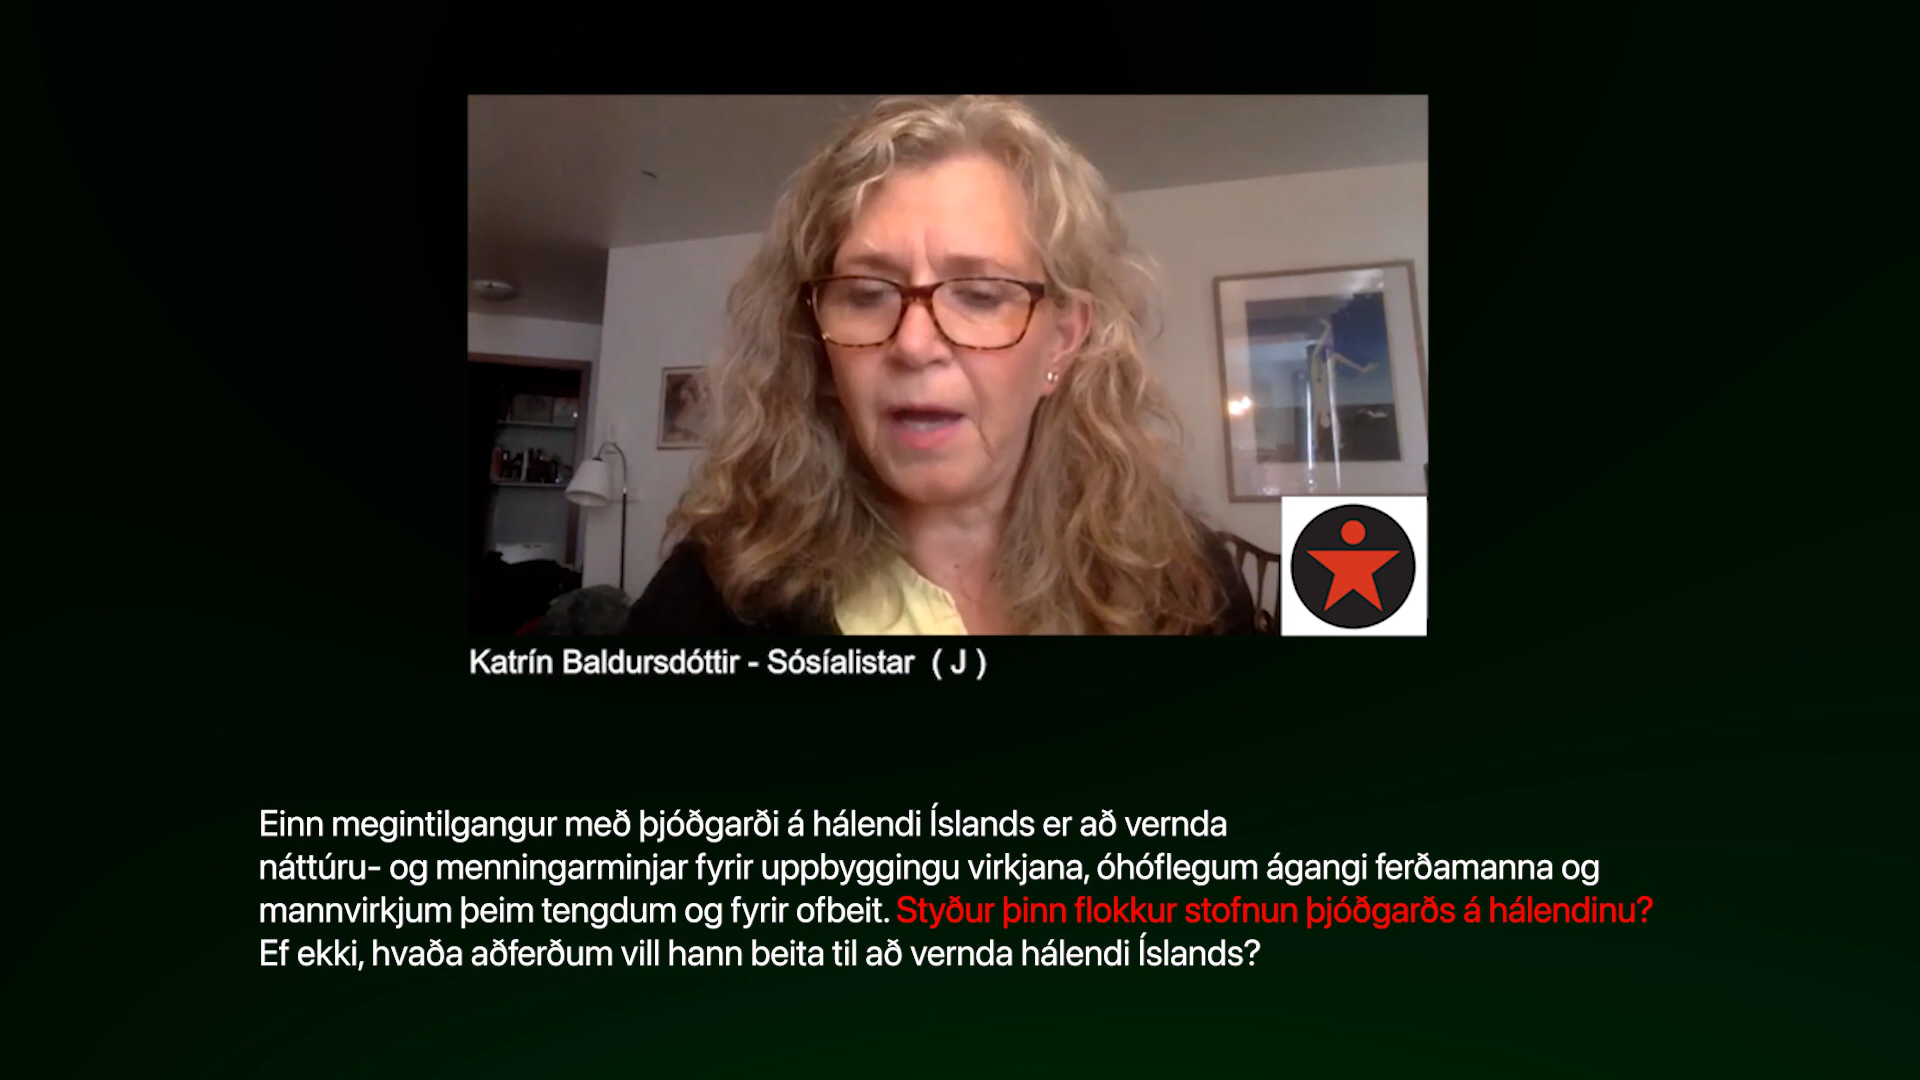 Katrín Baldursdóttir - Sósíalistar ( J )
Einn megintilgangur með þjóðgarði á hálendi Íslands er að vernda
náttúru- og menningarminjar fyrir uppbyggingu virkjana, óhóflegum ágangi ferðamanna og
mannvirkjum þeim tengdum og fyrir ofbeit. Styður þinn flokkur stofnun þjóðgarðs á hálendinu?
Ef ekki, hvaða aðferðum vill hann beita til að vernda hálendi Íslands?